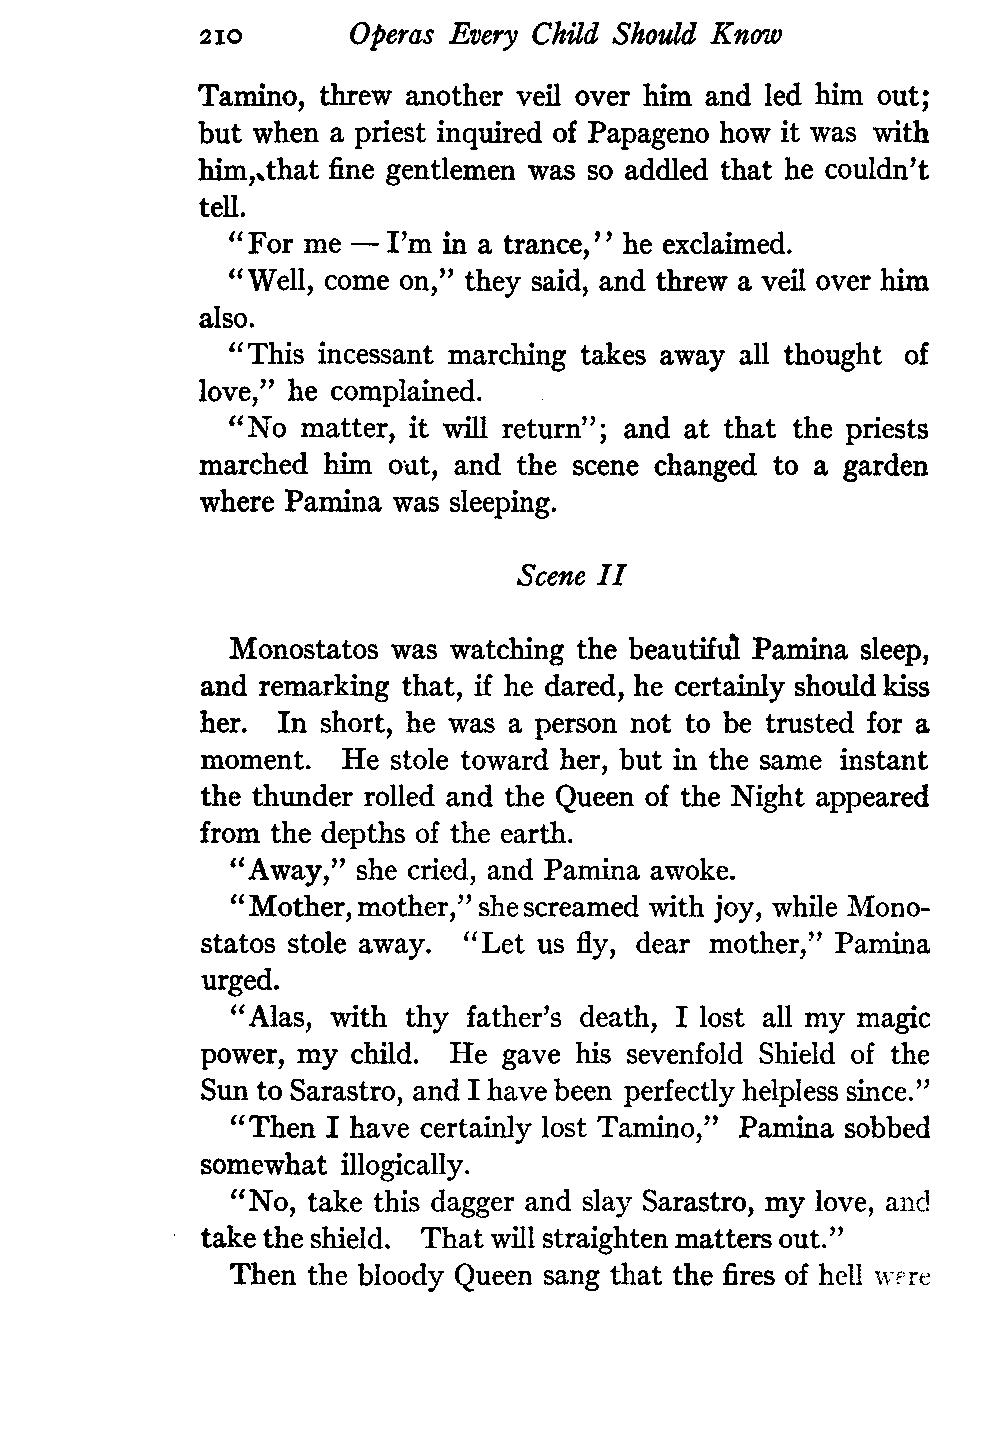 210 Operas Every Child Should Know
Tamino, threw another veil over him and led him out;
but when a priest inquired of Papageno how it was with
him, that fine gentlemen was so addled that he couldn't
tell.
"For me — I'm in a trance," he exclaimed.
"Well, come on," they said, and threw a veil over him
also.
"This incessant marching takes away all thought of
love," he complained.
"No matter, it will return"; and at that the priests
marched him out, and the scene changed to a garden
where Pamina was sleeping.
Scene II
Monostatos was watching the beautiful Pamina sleep,
and remarking that, if he dared, he certainly should kiss
her. In short, he was a person not to be trusted for a
moment. He stole toward her, but in the same instant
the thunder rolled and the Queen of the Night appeared
from the depths of the earth.
"Away," she cried, and Pamina awoke.
"Mother, mother," she screamed with joy, while Mono-
statos stole away. "Let us fly, dear mother," Pamina
urged.
"Alas, with thy father's death, I lost all my magic
power, my child. He gave his sevenfold Shield of the
Sun to Sarastro, and I have been perfectly helpless since."
"Then I have certainly lost Tamino," Pamina sobbed
somewhat illogically.
"No, take this dagger and slay Sarastro, my love, and
take the shield. That will straighten matters out."
Then the bloody Queen sang that the fires of hell were